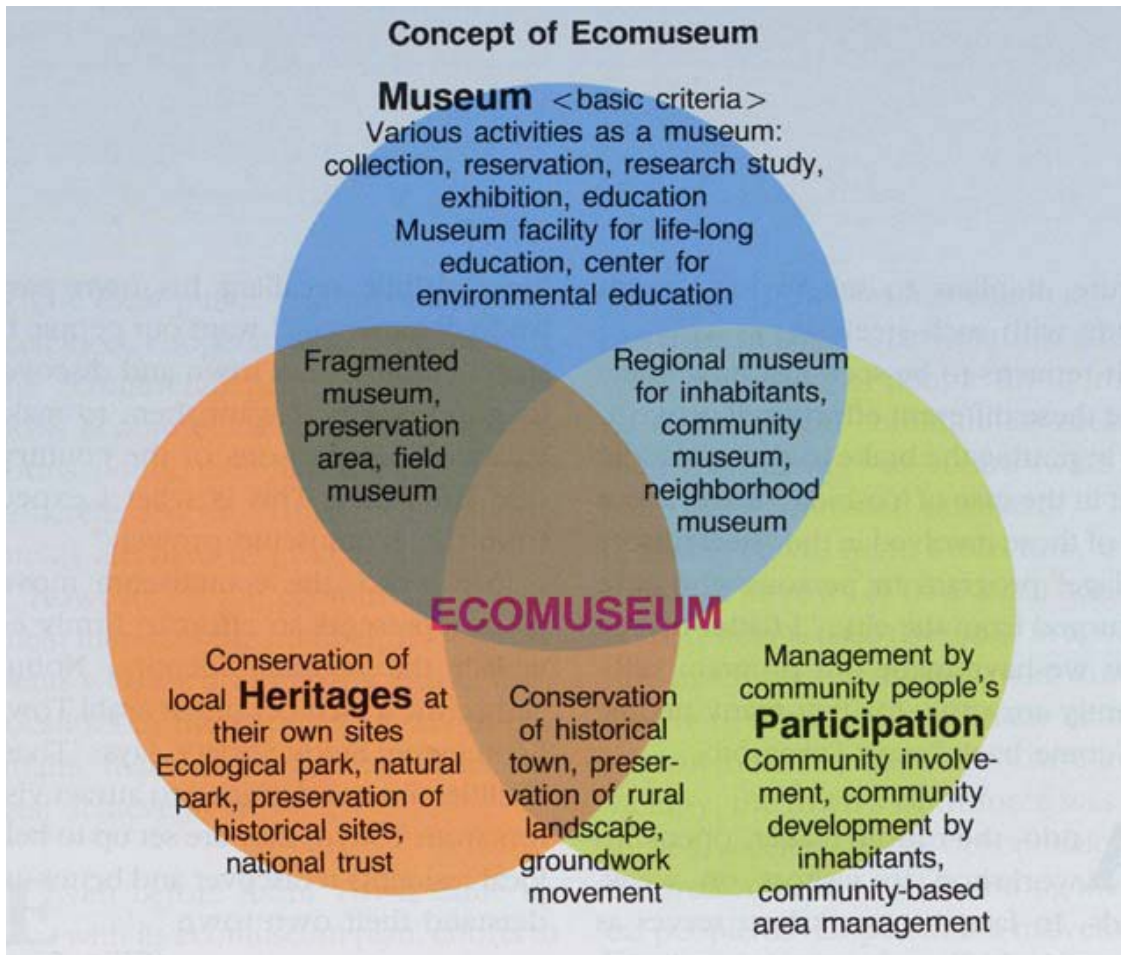 Concept of Ecomuseum
Museum <basic criteria>
Various activities as a museum:
collection, reservation, research study,
exhibition, education
Museum facility for life-long
education, center for
environmental education
Fragmented
museum,
preservation
area, field
museum
Regional museum
for inhabitants,
community
museum,
neighborhood
museum
ECOMUSEUM
Conservation of
local Heritages at
their own sites
Ecological park, natural
park, preservation of
historical sites,
national trust
Conservation
of historical
town, preser-
vation of rural
landscape,
groundwork
movement
Management by
community people's
Participation
Community involve-
ment, community
development by
inhabitants,
community-based
area management